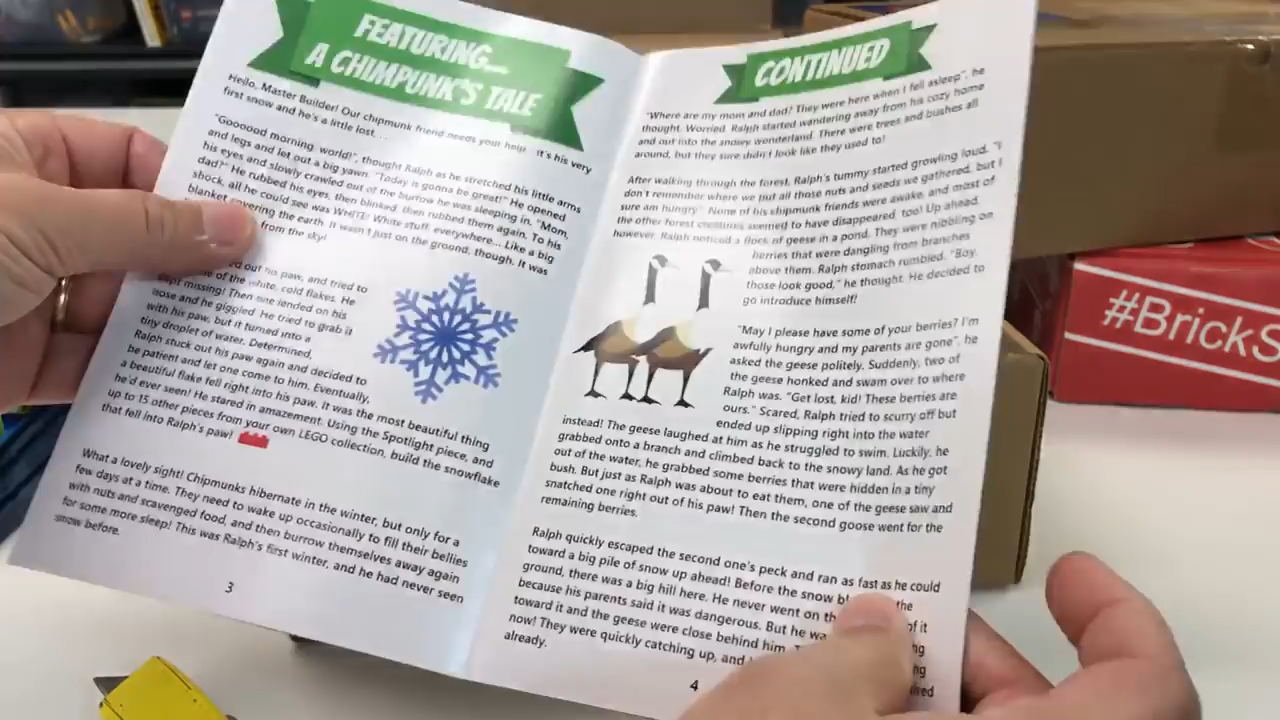 FEATURING...
A CHIMPUNK'S TALE
Hello, Master Builder! Our chipmunk friend needs your help. It's his very
first snow and he's a little lost...
"Goooood morning world!", thought Ralph as he stretched his little arms
and legs and let out a big yawn. "Today is gonna be great!" He opened
his eyes and slowly crawled out of the burrow he was sleeping in. "Mom,
dad?" He rubbed his eyes, then blinked, then rubbed them again. To his
shock, all he could see was WHITE! White stuff, everywhere... Like a big
blanket covering the earth. It wasn't just on the ground, though. It was
from the sky!
out his paw, and tried to
of the white, cold flakes. He
kept missing! Then one landed on his
nose and he giggled. He tried to grab it
with his paw, but it turned into a
tiny droplet of water. Determined,
Ralph stuck out his paw again and decided to
be patient and let one come to him. Eventually,
a beautiful flake fell right into his paw. It was the most beautiful thing
he'd ever seen! He stared in amazement. Using the Spotlight piece, and
up to 15 other pieces from your own LEGO collection, build the snowflake
that fell into Ralph's paw!
What a lovely sight! Chipmunks hibernate in the winter, but only for a
few days at a time. They need to wake up occasionally to fill their bellies
with nuts and scavenged food, and then burrow themselves away again
for some more sleep! This was Ralph's first winter, and he had never seen
snow before.
3
CONTINUED
"Where are my mom and dad? They were here when I fell asleep", he
thought. Worried, Ralph started wandering away from his cozy home
and out into the snowy wonderland. There were trees and bushes all
around, but they sure didn't look like they used to!
After walking through the forest, Ralph's tummy started growling loud. "I
don't remember where we put all those nuts and seeds we gathered, but I
sure am hungry" None of his chipmunk friends were awake, and most of
the other forest creatures seemed to have disappeared, too! Up ahead,
however, Ralph noticed a flock of geese in a pond. They were nibbling on
berries that were dangling from branches
above them. Ralph stomach rumbled. "Boy,
those look good," he thought. He decided to
go introduce himself!
"May I please have some of your berries? I'm
awfully hungry and my parents are gone", he
asked the geese politely. Suddenly, two of
the geese honked and swam over to where
Ralph was. "Get lost, kid! These berries are
ours." Scared, Ralph tried to scurry off but
ended up slipping right into the water
instead! The geese laughed at him as he struggled to swim. Luckily, he
grabbed onto a branch and climbed back to the snowy land. As he got
out of the water, he grabbed some berries that were hidden in a tiny
bush. But just as Ralph was about to eat them, one of the geese saw and
snatched one right out of his paw! Then the second goose went for the
remaining berries.
Ralph quickly escaped the second one's peck and ran as fast as he could
toward a big pile of snow up ahead! Before the snow the
ground, there was a big hill here. He never went on of it
because his parents said it was dangerous. But he
toward it and the geese were close behind him.
now! They were quickly catching up, and
already.
4
#BrickS